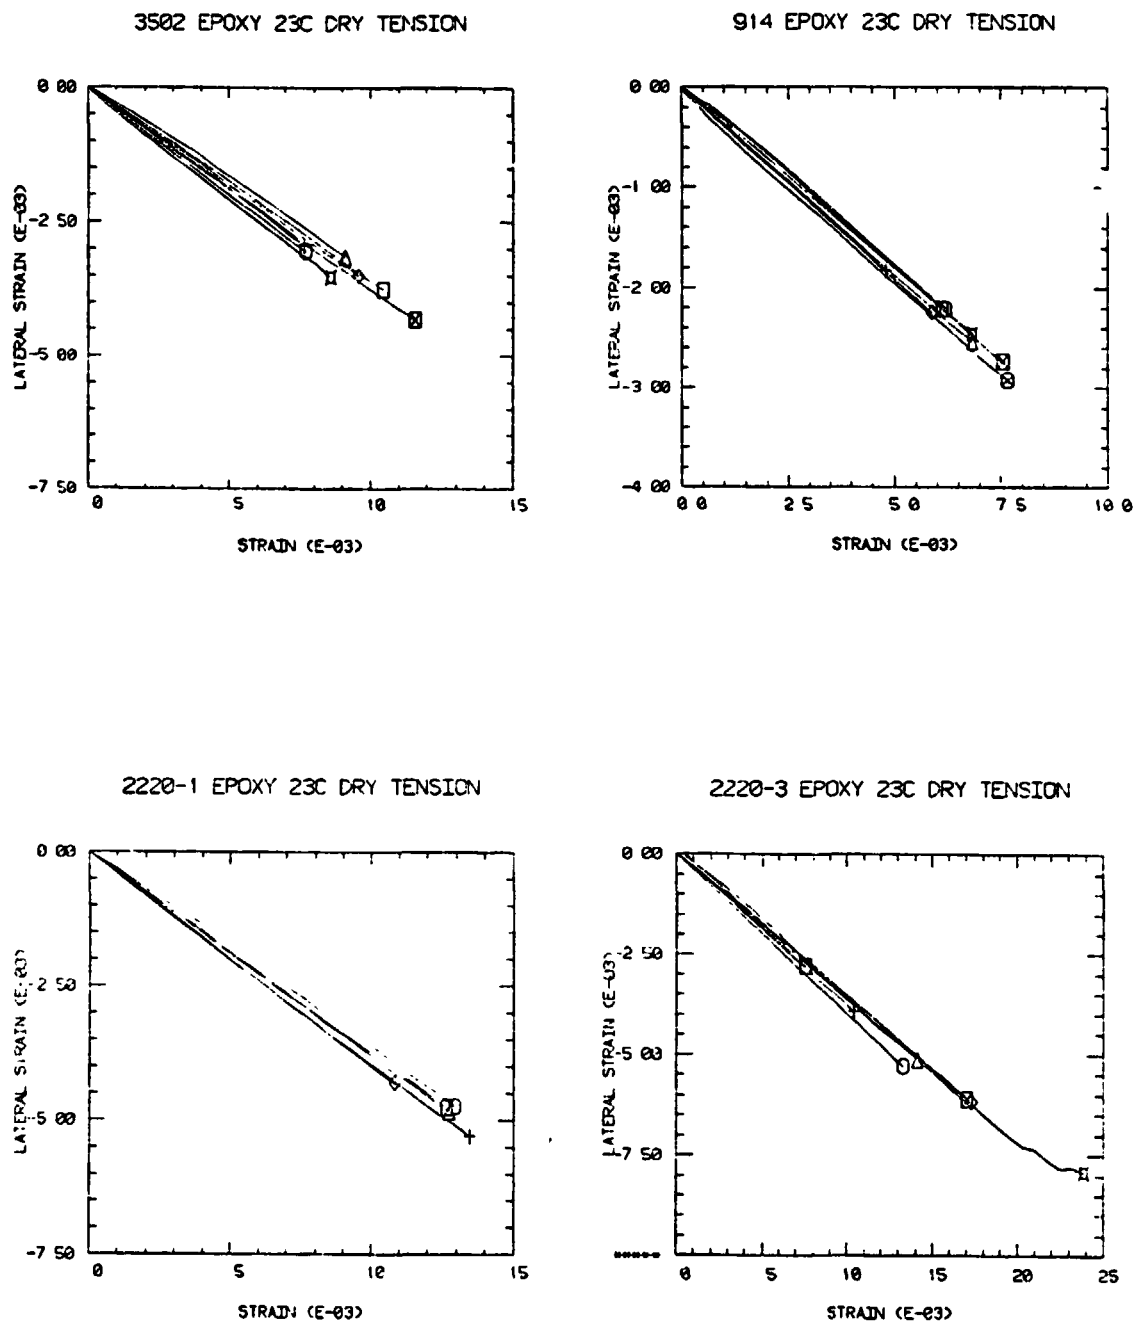 3502 EPOXY 23C DRY TENSION
0 00
-2 50
-5 00
-7 50
LATERAL STRAIN (E-03)
0 5 10 15
STRAIN (E-03)
914 EPOXY 23C DRY TENSION
0 00
-1 00
-2 00
-3 00
-4 00
LATERAL STRAIN (E-03)
0 0 2 5 5 0 7 5 10 0
STRAIN (E-03)
2220-1 EPOXY 23C DRY TENSION
0 00
-2 50
-5 00
-7 50
LATERAL STRAIN (E-03)
0 5 10 15
STRAIN (E-03)
2220-3 EPOXY 23C DRY TENSION
0 00
-2 50
-5 00
-7 50
*****
LATERAL STRAIN (E-03)
0 5 10 15 20 25
STRAIN (E-03)